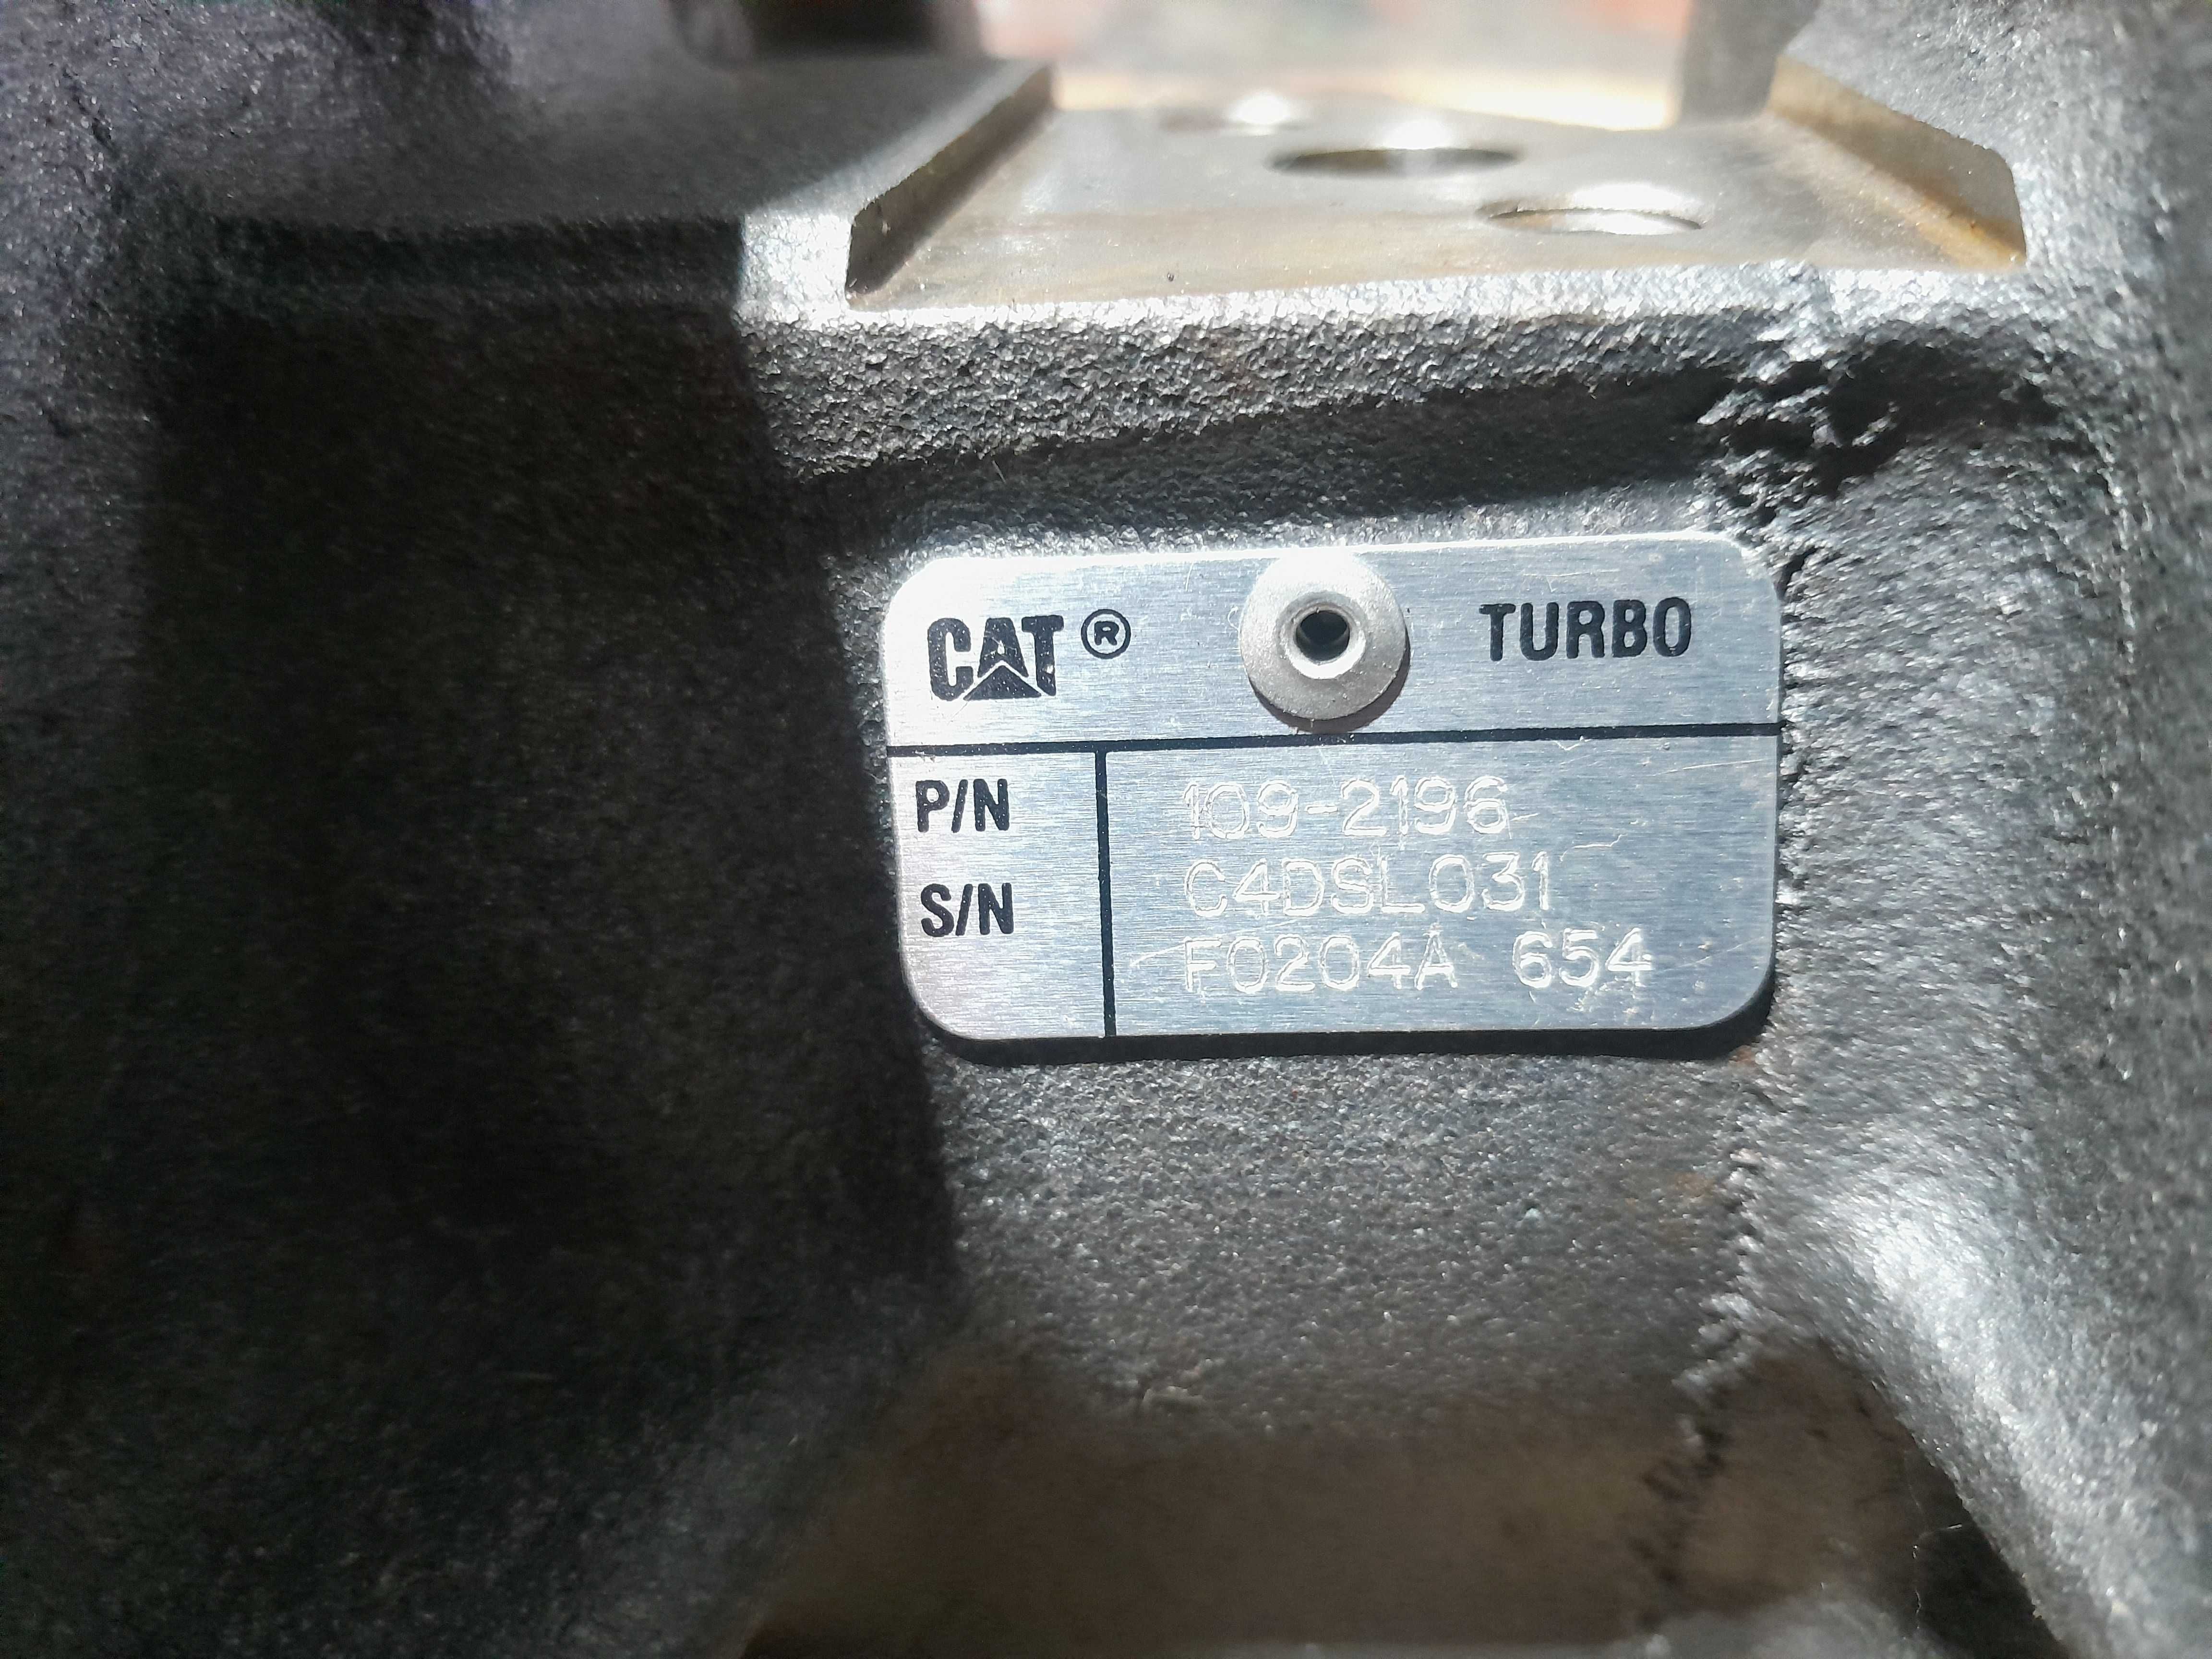 CAT ® TURBO
P/N 109-2196
S/N C4DSL031
F0204A 654